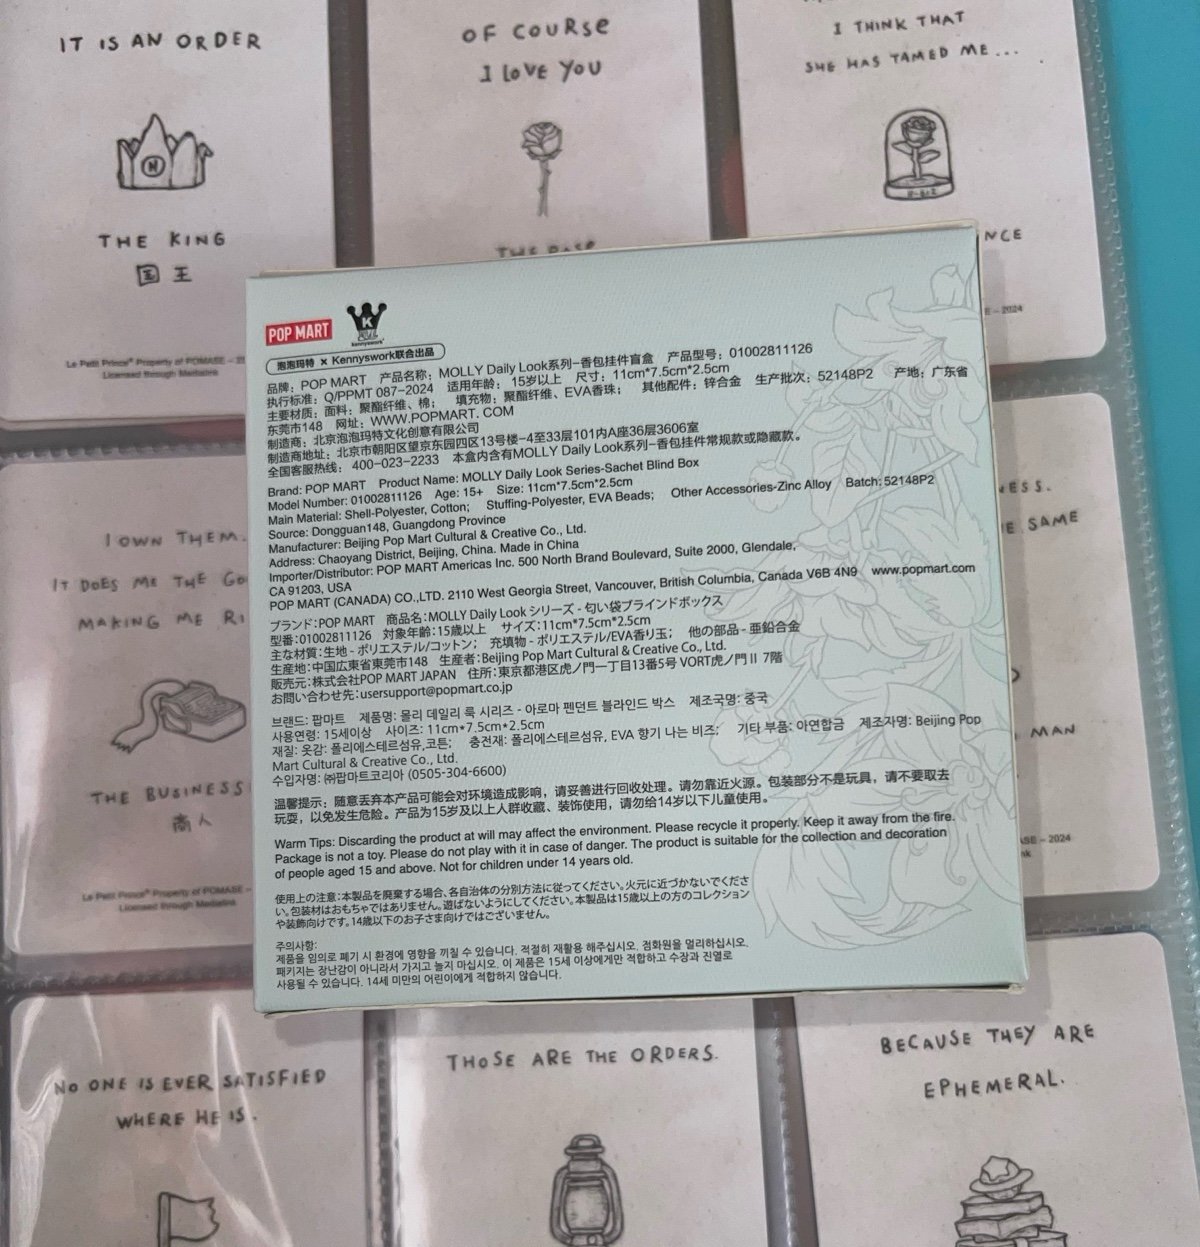 IT IS AN ORDER
THE KING
国王
Le Petit Prince® Property of POMASE –
Licensed through Medialink
OF COURSE
I LOVE YOU
THE ROSE
I THINK THAT
SHE HAS TAMED ME...
B-612
NCE
E – 2024
POP MART
K
kennyswork
泡泡玛特 × Kennyswork联合出品
品牌：POP MART 产品名称：MOLLY Daily Look系列–香包挂件盲盒 产品型号：01002811126
执行标准：Q/PPMT 087–2024 适用年龄：15岁以上 尺寸：11cm*7.5cm*2.5cm
主要材质：面料：聚酯纤维、棉； 填充物：聚酯纤维、EVA香珠； 其他配件：锌合金 生产批次：52148P2 产地：广东省
东莞市148 网址：WWW.POPMART. COM
制造商：北京泡泡玛特文化创意有限公司
制造商地址：北京市朝阳区望京东园四区13号楼–4至33层101内A座36层3606室
全国客服热线：400–023–2233 本盒内含有MOLLY Daily Look系列–香包挂件常规款或隐藏款。
Brand: POP MART Product Name: MOLLY Daily Look Series-Sachet Blind Box
Model Number: 01002811126 Age: 15+ Size: 11cm*7.5cm*2.5cm
Main Material: Shell-Polyester, Cotton; Stuffing-Polyester, EVA Beads; Other Accessories-Zinc Alloy Batch: 52148P2
Source: Dongguan148, Guangdong Province
Manufacturer: Beijing Pop Mart Cultural & Creative Co., Ltd.
Address: Chaoyang District, Beijing, China. Made in China
Importer/Distributor: POP MART Americas Inc. 500 North Brand Boulevard, Suite 2000, Glendale,
CA 91203, USA
POP MART (CANADA) CO.,LTD. 2110 West Georgia Street, Vancouver, British Columbia, Canada V6B 4N9 www.popmart.com
ブランド:POP MART 商品名:MOLLY Daily Look シリーズ - 匂い袋ブラインドボックス
型番:01002811126 対象年齢:15歳以上 サイズ:11cm*7.5cm*2.5cm
主な材質:生地 - ポリエステル/コットン; 充填物 - ポリエステル/EVA香り玉; 他の部品 - 亜鉛合金
生産地:中国広東省東莞市148 生産者:Beijing Pop Mart Cultural & Creative Co., Ltd.
販売元:株式会社POP MART JAPAN 住所:東京都港区虎ノ門一丁目13番5号 VORT虎ノ門Ⅱ 7階
お問い合わせ先:usersupport@popmart.co.jp
브랜드: 팝마트 제품명: 몰리 데일리 룩 시리즈 - 아로마 펜던트 블라인드 박스 제조국명: 중국
사용연령: 15세이상 사이즈: 11cm*7.5cm*2.5cm
재질: 옷감: 폴리에스테르섬유,코튼; 충전재: 폴리에스테르섬유, EVA 향기 나는 비즈; 기타 부품: 아연합금 제조자명: Beijing Pop
Mart Cultural & Creative Co., Ltd.
수입자명: ㈜팝마트코리아 (0505-304-6600)
温馨提示：随意丢弃本产品可能会对环境造成影响，请妥善进行回收处理。请勿靠近火源。包装部分不是玩具，请不要取去
玩耍，以免发生危险。产品为15岁及以上人群收藏、装饰使用，请勿给14岁以下儿童使用。
Warm Tips: Discarding the product at will may affect the environment. Please recycle it properly. Keep it away from the fire.
Package is not a toy. Please do not play with it in case of danger. The product is suitable for the collection and decoration
of people aged 15 and above. Not for children under 14 years old.
使用上の注意:本製品を廃棄する場合、各自治体の分別方法に従ってください。火元に近づかないでくださ
い。包装材はおもちゃではありません。遊ばないようにしてください。本製品は15歳以上の方のコレクション
や装飾向けです。14歳以下のお子さま向けではございません。
주의사항:
제품을 임의로 폐기 시 환경에 영향을 끼칠 수 있습니다. 적절히 재활용 해주십시오. 점화원을 멀리하십시오.
패키지는 장난감이 아니라서 가지고 놀지 마십시오. 이 제품은 15세 이상에게만 적합하고 수장과 진열로
사용될 수 있습니다. 14세 미만의 어린이에게 적합하지 않습니다.
I OWN THEM.
IT DOES ME THE GO
MAKING ME RI
THE BUSINESS
商人
Le Petit Prince® Property of POMASE –
Licensed through Medialink
NESS.
E SAME
MAN
ASE – 2024
nk
NO ONE IS EVER SATISFIED
WHERE HE IS.
THOSE ARE THE ORDERS.
BECAUSE THEY ARE
EPHEMERAL.